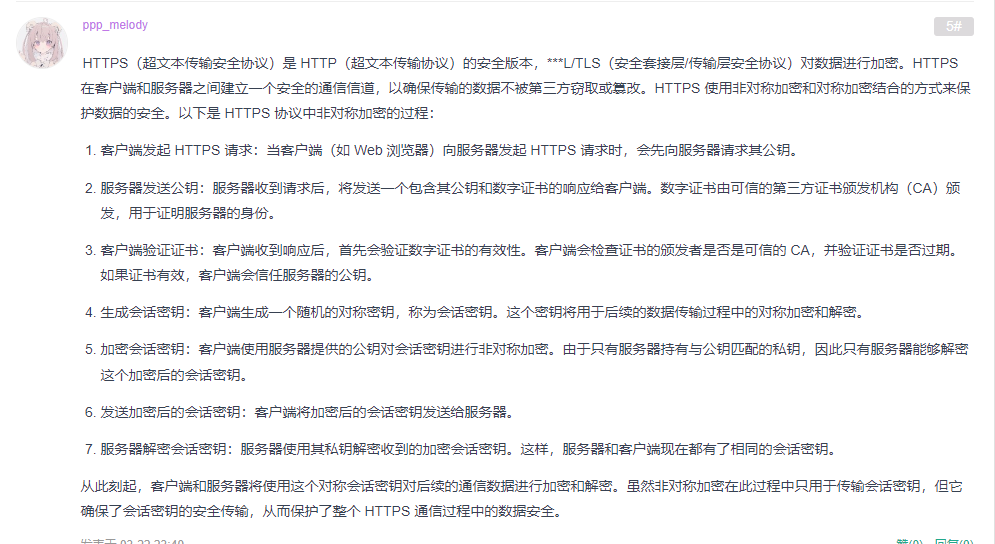 ppp_melody
5#
HTTPS（超文本传输安全协议）是 HTTP（超文本传输协议）的安全版本，***L/TLS（安全套接层/传输层安全协议）对数据进行加密。HTTPS
在客户端和服务器之间建立一个安全的通信信道，以确保传输的数据不被第三方窃取或篡改。HTTPS 使用非对称加密和对称加密结合的方式来保
护数据的安全。以下是 HTTPS 协议中非对称加密的过程：
1. 客户端发起 HTTPS 请求：当客户端（如 Web 浏览器）向服务器发起 HTTPS 请求时，会先向服务器请求其公钥。
2. 服务器发送公钥：服务器收到请求后，将发送一个包含其公钥和数字证书的响应给客户端。数字证书由可信的第三方证书颁发机构（CA）颁
发，用于证明服务器的身份。
3. 客户端验证证书：客户端收到响应后，首先会验证数字证书的有效性。客户端会检查证书的颁发者是否是可信的 CA，并验证证书是否过期。
如果证书有效，客户端会信任服务器的公钥。
4. 生成会话密钥：客户端生成一个随机的对称密钥，称为会话密钥。这个密钥将用于后续的数据传输过程中的对称加密和解密。
5. 加密会话密钥：客户端使用服务器提供的公钥对会话密钥进行非对称加密。由于只有服务器持有与公钥匹配的私钥，因此只有服务器能够解密
这个加密后的会话密钥。
6. 发送加密后的会话密钥：客户端将加密后的会话密钥发送给服务器。
7. 服务器解密会话密钥：服务器使用其私钥解密收到的加密会话密钥。这样，服务器和客户端现在都有了相同的会话密钥。
从此刻起，客户端和服务器将使用这个对称会话密钥对后续的通信数据进行加密和解密。虽然非对称加密在此过程中只用于传输会话密钥，但它
确保了会话密钥的安全传输，从而保护了整个 HTTPS 通信过程中的数据安全。